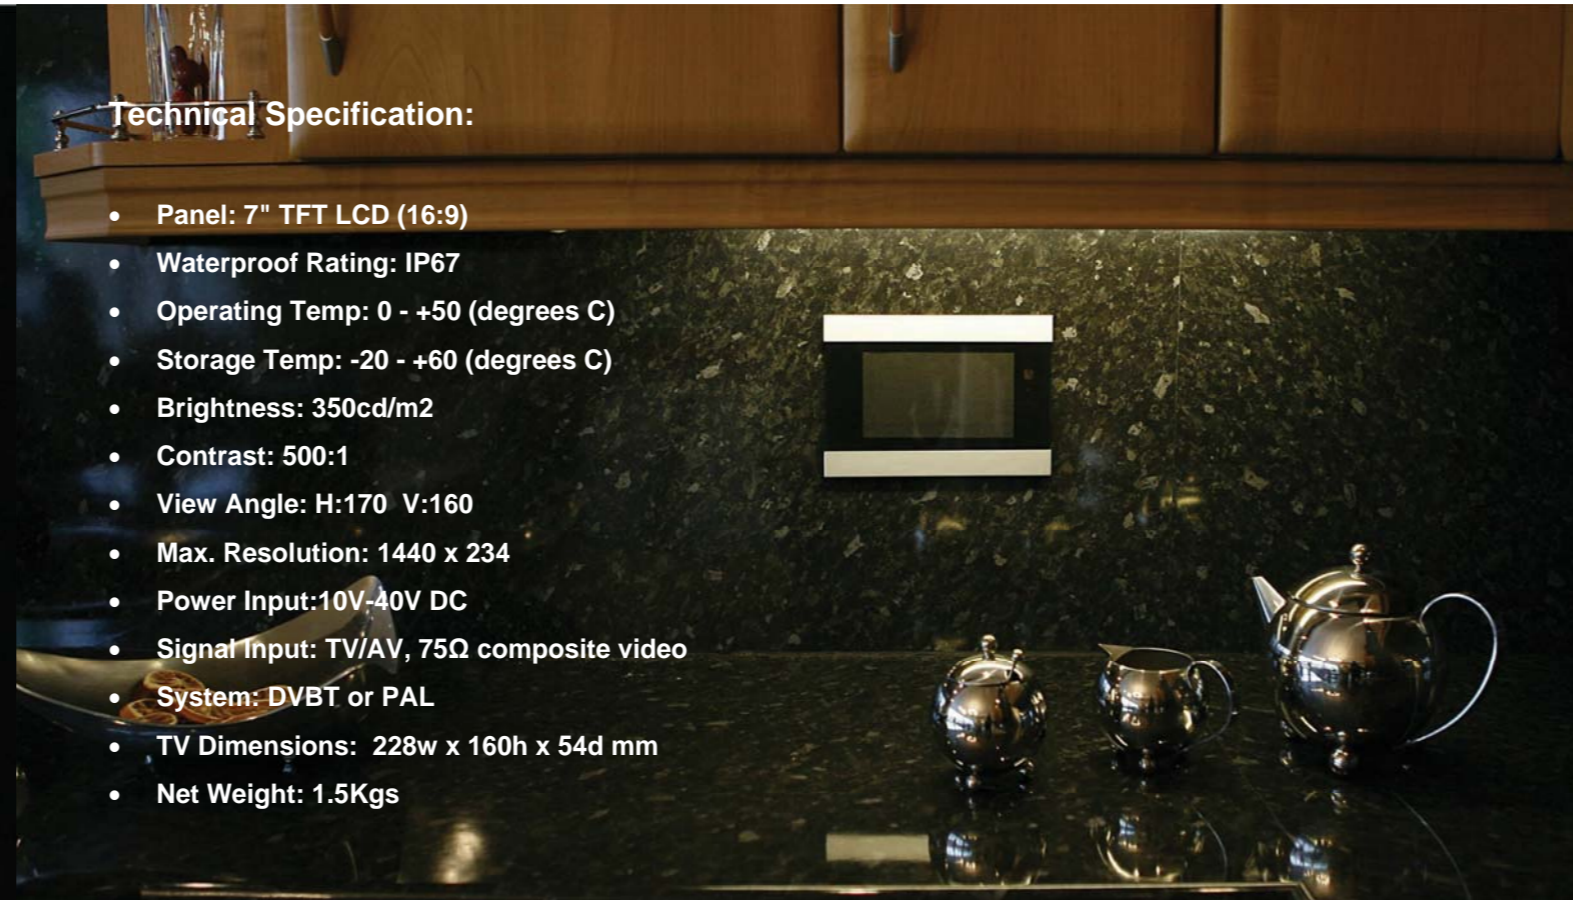 Technical Specification:
• Panel: 7" TFT LCD (16:9)
• Waterproof Rating: IP67
• Operating Temp: 0 - +50 (degrees C)
• Storage Temp: -20 - +60 (degrees C)
• Brightness: 350cd/m2
• Contrast: 500:1
• View Angle: H:170  V:160
• Max. Resolution: 1440 x 234
• Power Input:10V-40V DC
• Signal Input: TV/AV, 75Ω composite video
• System: DVBT or PAL
• TV Dimensions:  228w x 160h x 54d mm
• Net Weight: 1.5Kgs